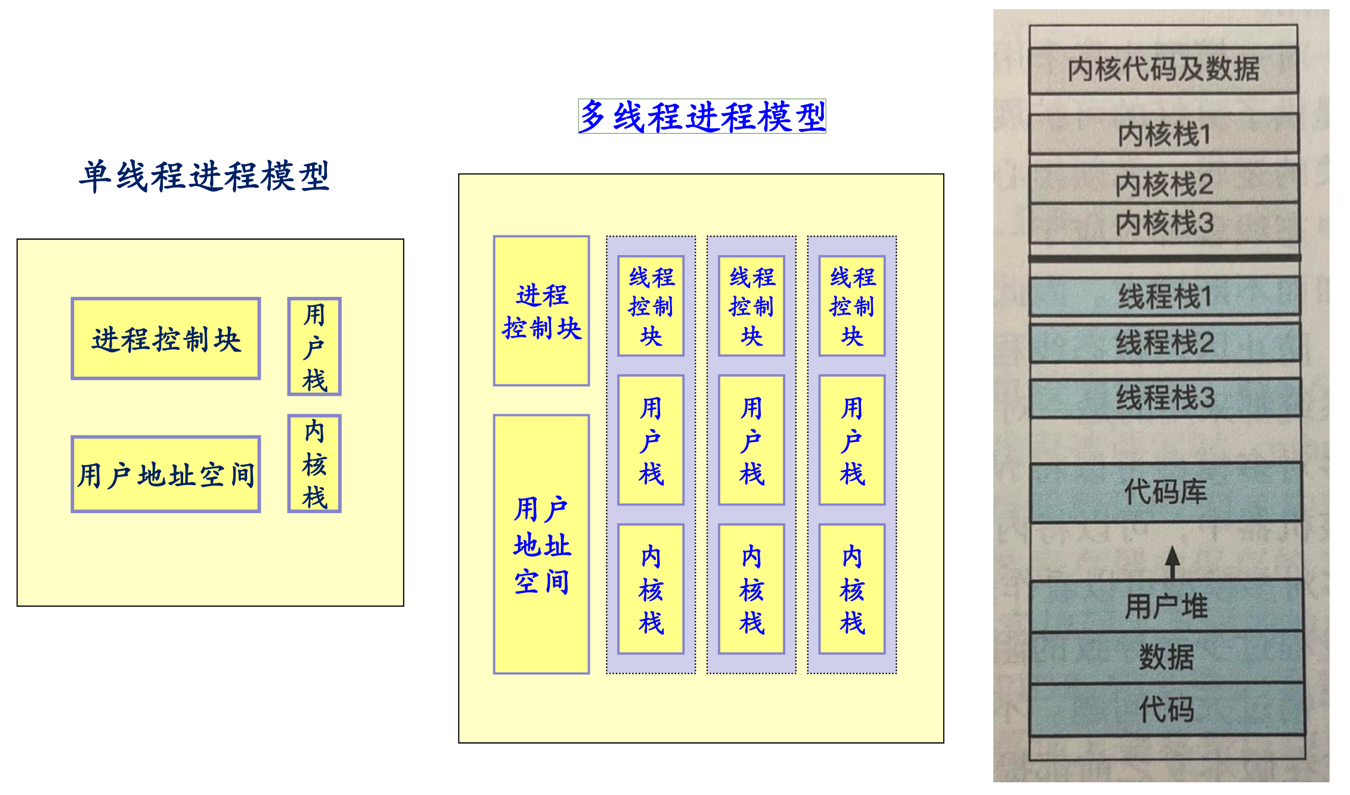 单线程进程模型
进程控制块
用户地址空间
用
户
栈
内
核
栈
多线程进程模型
进程
控制块
用户
地址
空间
线程
控制
块
用
户
栈
内
核
栈
线程
控制
块
用
户
栈
内
核
栈
线程
控制
块
用
户
栈
内
核
栈
内核代码及数据
内核栈1
内核栈2
内核栈3
线程栈1
线程栈2
线程栈3
代码库
用户堆
数据
代码